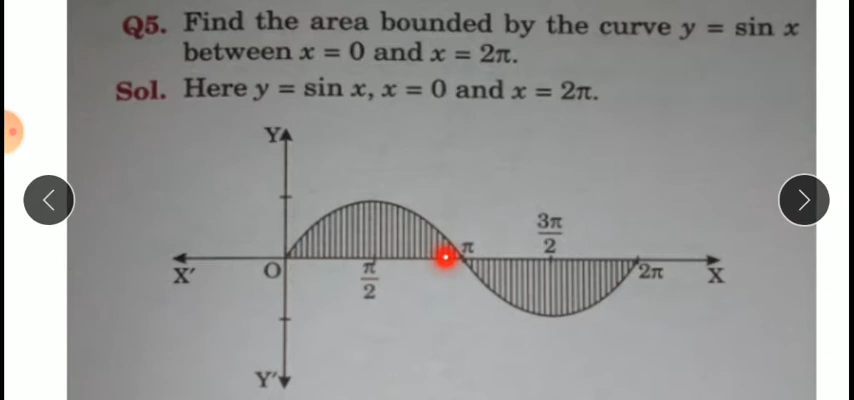 Q5. Find the area bounded by the curve y = sin x
between x = 0 and x = 2π.
Sol. Here y = sin x, x = 0 and x = 2π.
Y
3π
2
π
X'
O
π
2
2π
X
Y'